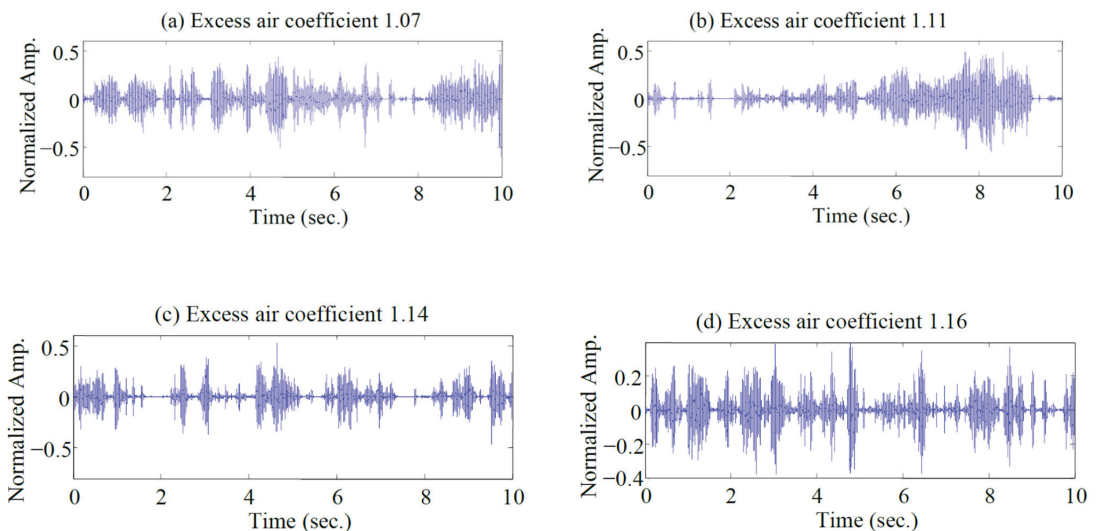 (a) Excess air coefficient 1.07
Normalized Amp.
0.5
0
−0.5
0 2 4 6 8 10
Time (sec.)
(b) Excess air coefficient 1.11
Normalized Amp.
0.5
0
−0.5
0 2 4 6 8 10
Time (sec.)
(c) Excess air coefficient 1.14
Normalized Amp.
0.5
0
−0.5
0 2 4 6 8 10
Time (sec.)
(d) Excess air coefficient 1.16
Normalized Amp.
0.2
0
−0.2
−0.4
0 2 4 6 8 10
Time (sec.)